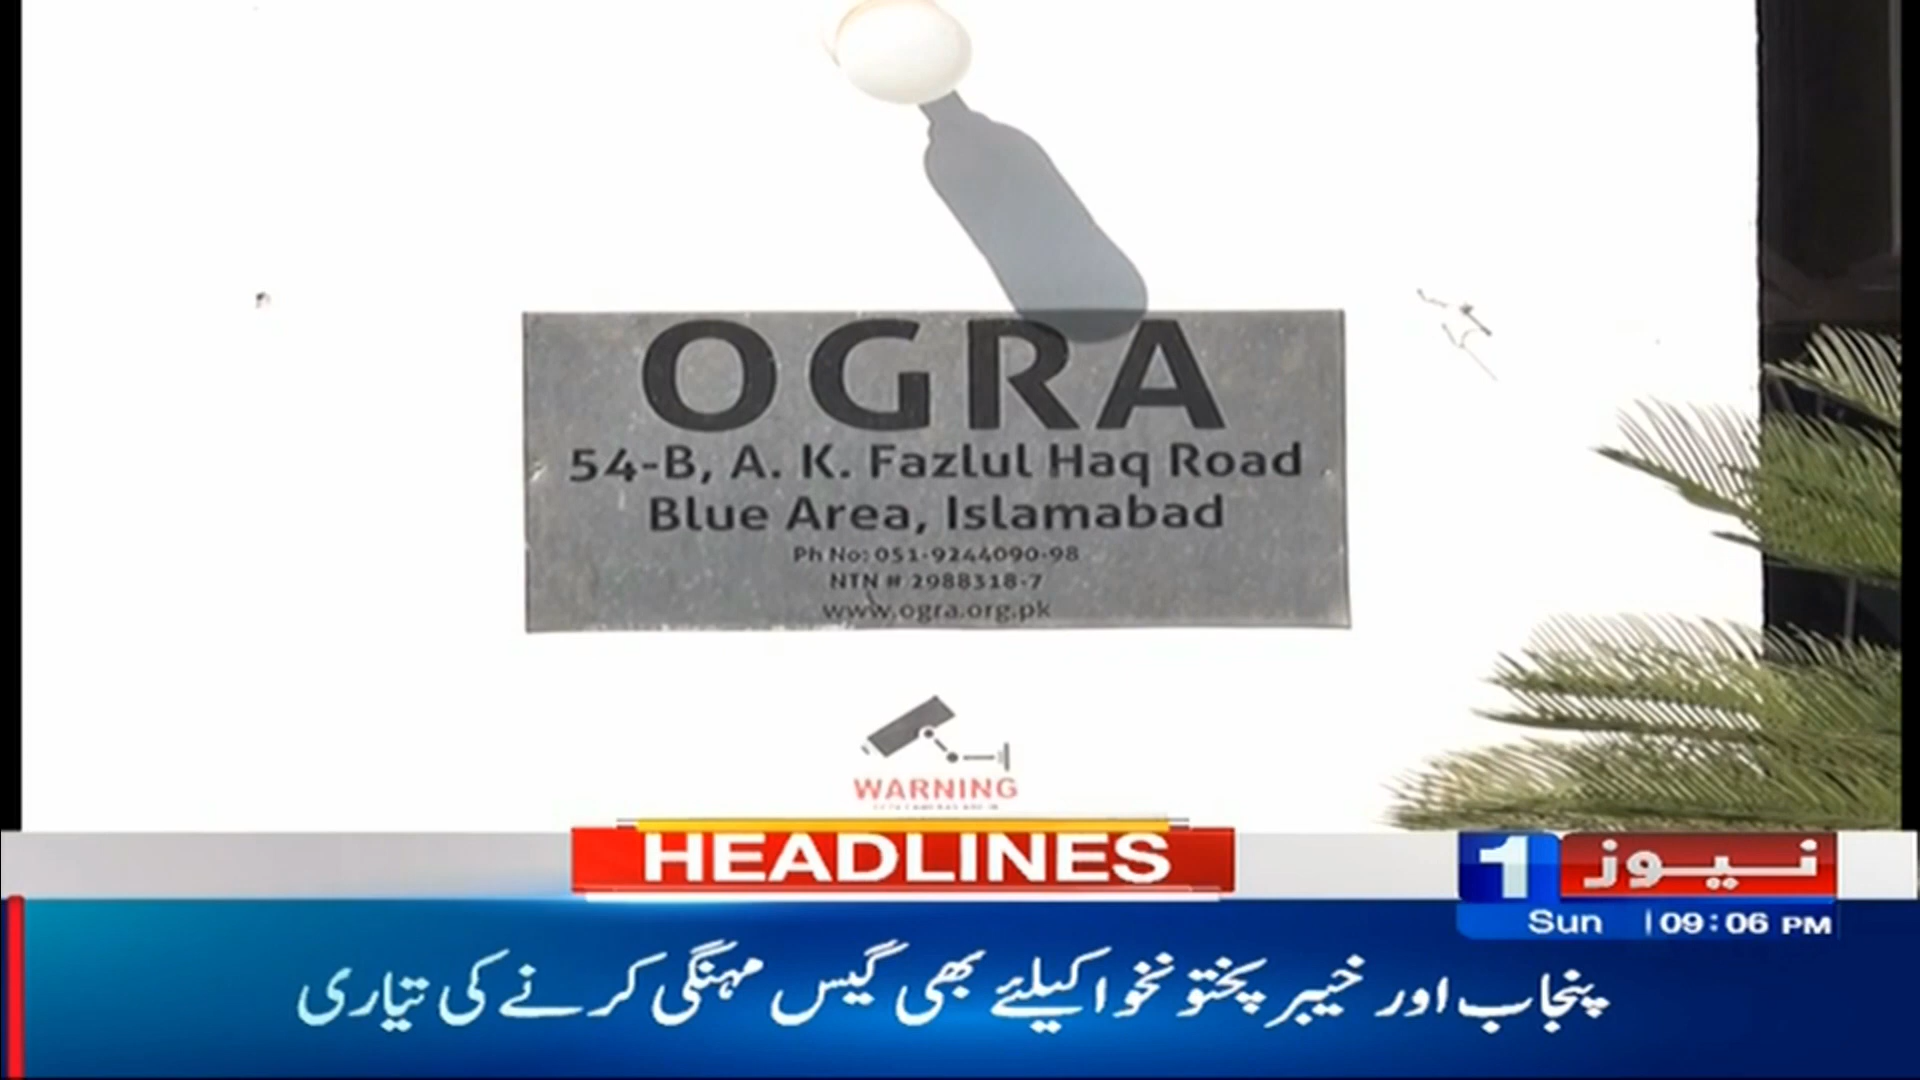 OGRA
54-B, A. K. Fazlul Haq Road
Blue Area, Islamabad
Ph No: 051-9244090-98
NTN # 2988318-7
www.ogra.org.pk
WARNING
HEADLINES
1 نیوز
Sun 09:06 PM
پنجاب اور خیبر پختونخوا کیلئے بھی گیس مہنگی کرنے کی تیاری